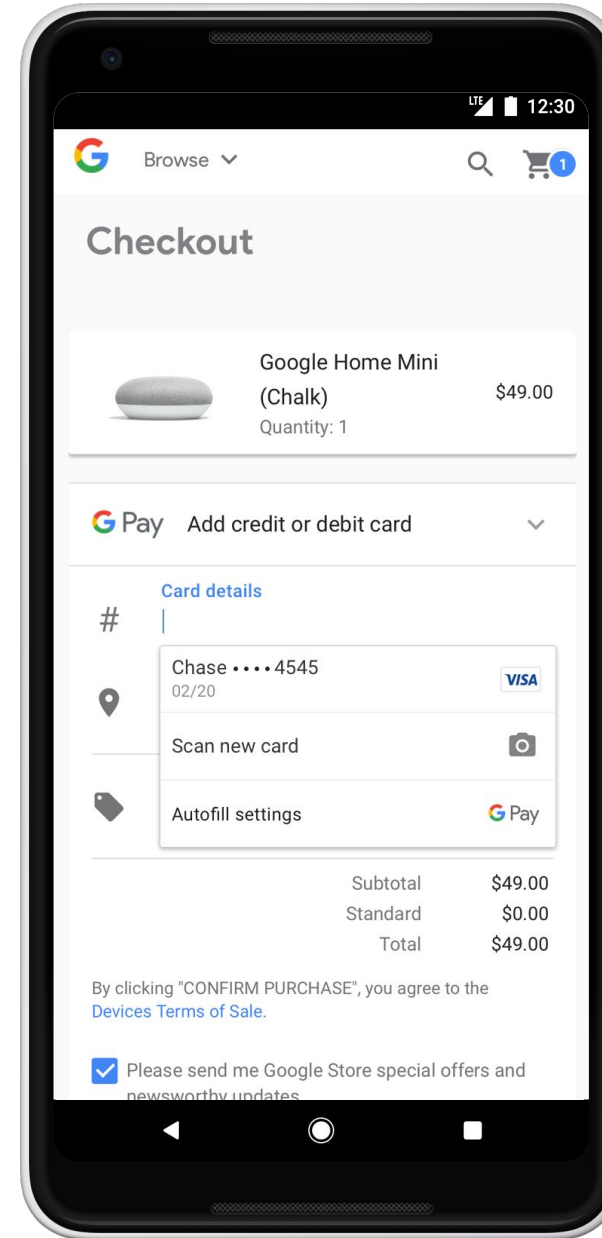 LTE 12:30
G Browse 1
Checkout
Google Home Mini
(Chalk)
$49.00
Quantity: 1
G Pay Add credit or debit card
Card details
#
Chase •••• 4545
02/20
VISA
Scan new card
Autofill settings G Pay
Subtotal $49.00
Standard $0.00
Total $49.00
By clicking "CONFIRM PURCHASE", you agree to the
Devices Terms of Sale.
Please send me Google Store special offers and
newsworthy updates